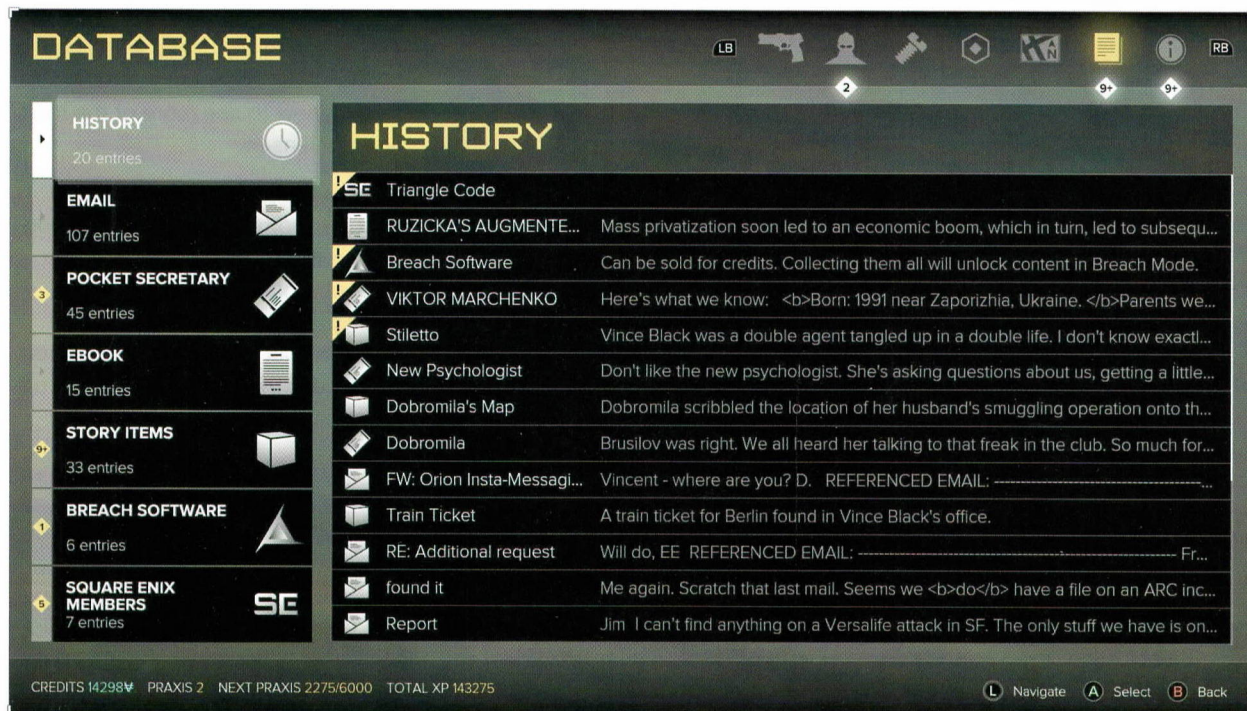 DATABASE
LB
RB
2
9+
9+
HISTORY
20 entries
EMAIL
107 entries
3
POCKET SECRETARY
45 entries
EBOOK
15 entries
9+
STORY ITEMS
33 entries
1
BREACH SOFTWARE
6 entries
5
SQUARE ENIX
MEMBERS
7 entries
SE
HISTORY
! SE Triangle Code
RUZICKA'S AUGMENTE... Mass privatization soon led to an economic boom, which in turn, led to subsequ...
! Breach Software Can be sold for credits. Collecting them all will unlock content in Breach Mode.
! VIKTOR MARCHENKO Here's what we know: <b>Born: 1991 near Zaporizhia, Ukraine. </b>Parents we...
! Stiletto Vince Black was a double agent tangled up in a double life. I don't know exactl...
New Psychologist Don't like the new psychologist. She's asking questions about us, getting a little...
Dobromila's Map Dobromila scribbled the location of her husband's smuggling operation onto th...
Dobromila Brusilov was right. We all heard her talking to that freak in the club. So much for...
FW: Orion Insta-Messagi... Vincent - where are you? D. REFERENCED EMAIL: ------------------------------------...
Train Ticket A train ticket for Berlin found in Vince Black's office.
RE: Additional request Will do, EE REFERENCED EMAIL: ------------------------------------------------------- Fr...
found it Me again. Scratch that last mail. Seems we <b>do</b> have a file on an ARC inc...
Report Jim I can't find anything on a Versalife attack in SF. The only stuff we have is on...
CREDITS 14298₩ PRAXIS 2 NEXT PRAXIS 2275/6000 TOTAL XP 143275
L Navigate A Select B Back